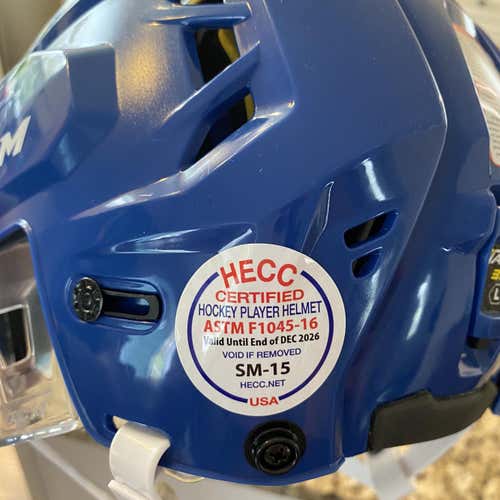 HECC
CERTIFIED
HOCKEY PLAYER HELMET
ASTM F1045-16
Valid Until End of DEC 2026
VOID IF REMOVED
SM-15
HECC.NET
USA
M
L